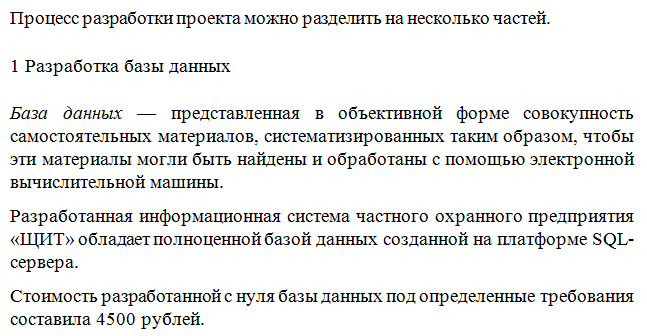 Процесс разработки проекта можно разделить на несколько частей.
1 Разработка базы данных
База данных — представленная в объективной форме совокупность
самостоятельных материалов, систематизированных таким образом, чтобы
эти материалы могли быть найдены и обработаны с помощью электронной
вычислительной машины.
Разработанная информационная система частного охранного предприятия
«ЩИТ» обладает полноценной базой данных созданной на платформе SQL-
сервера.
Стоимость разработанной с нуля базы данных под определенные требования
составила 4500 рублей.